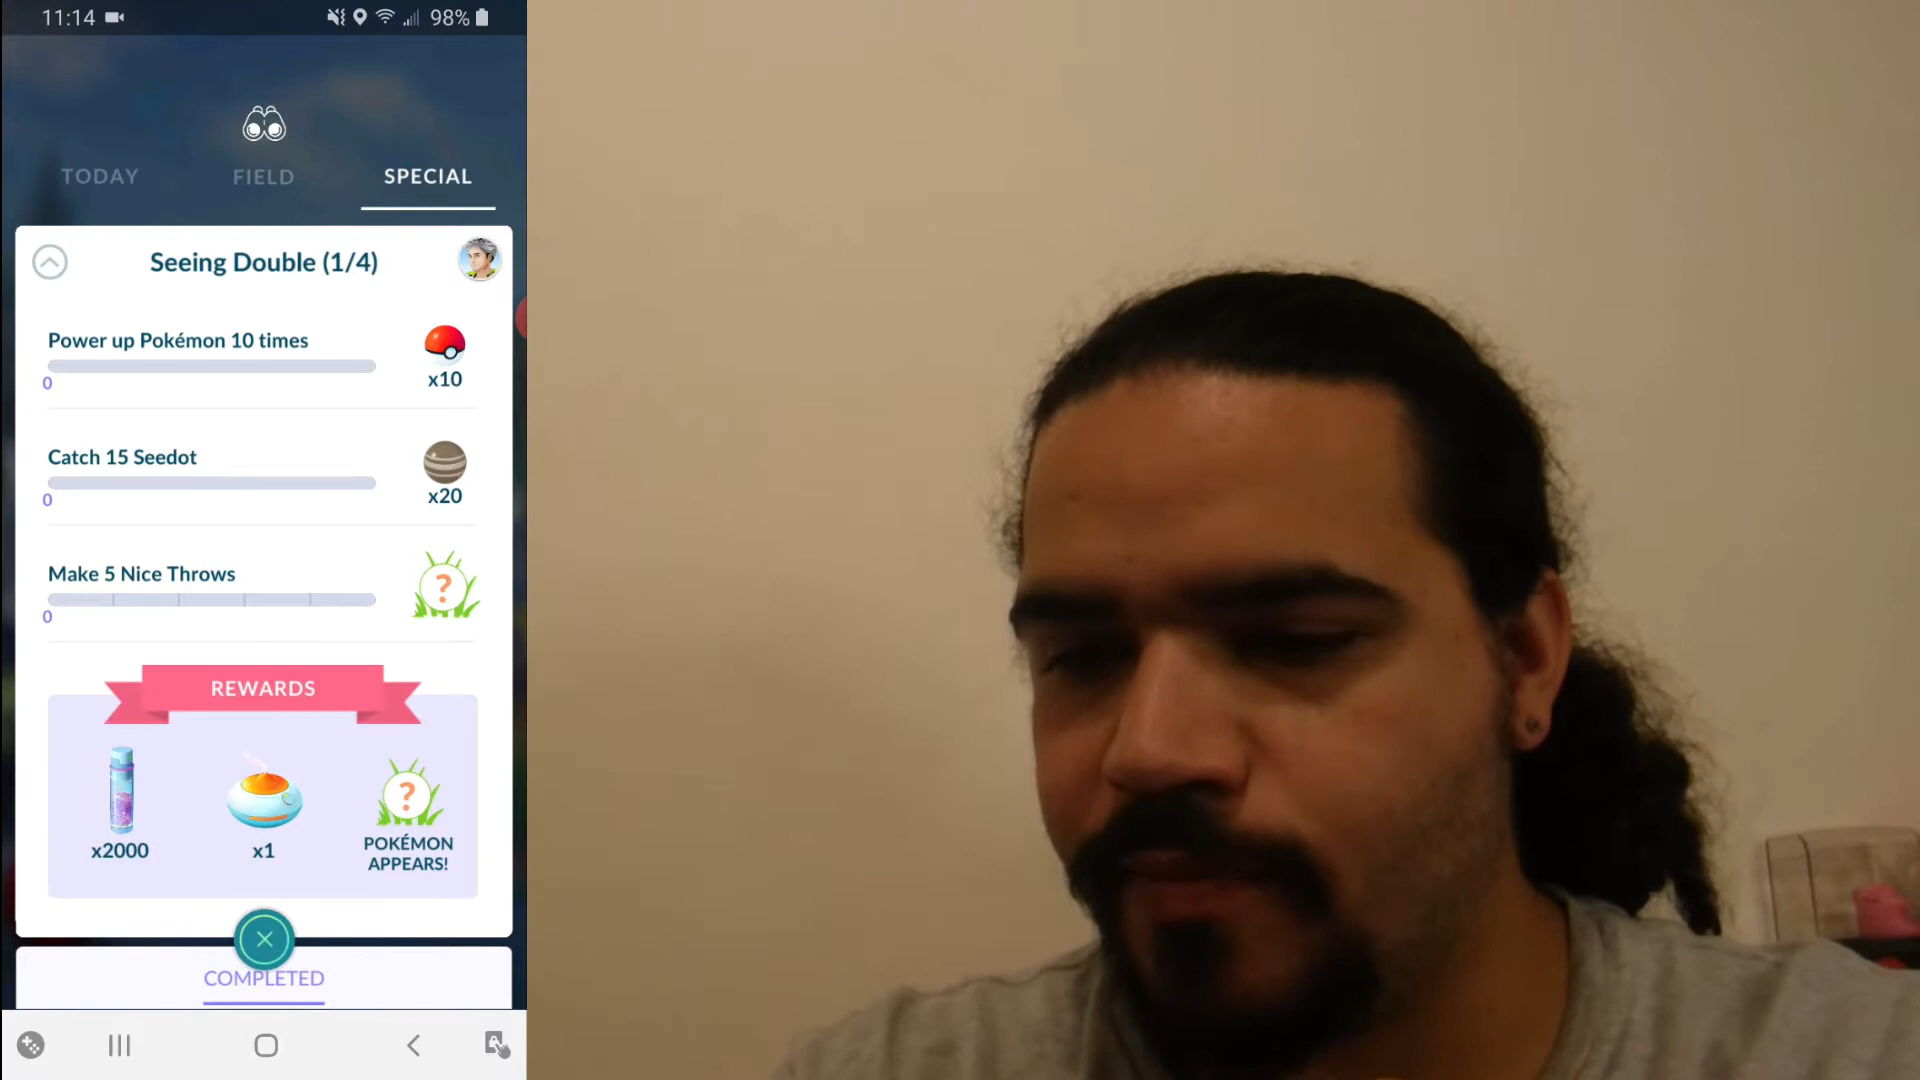 11:14 98%
TODAY FIELD SPECIAL
Seeing Double (1/4)
Power up Pokémon 10 times
x10
0
Catch 15 Seedot
x20
0
Make 5 Nice Throws
?
0
REWARDS
?
x2000 x1 POKÉMON APPEARS!
COMPLETED